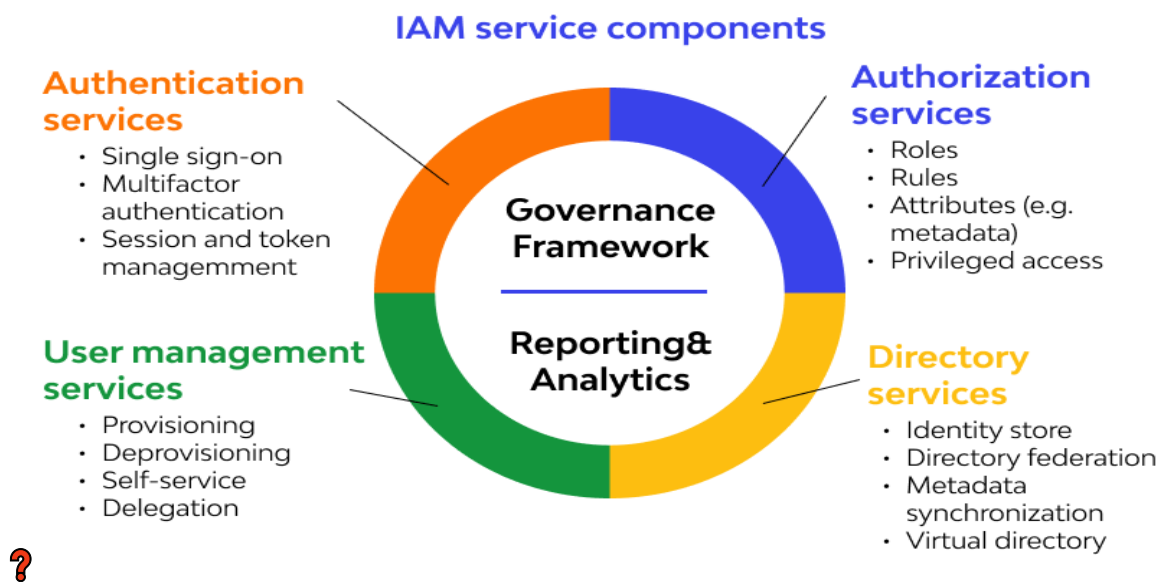 IAM service components
Authentication
services
• Single sign-on
• Multifactor
authentication
• Session and token
managemment
Authorization
services
• Roles
• Rules
• Attributes (e.g.
metadata)
• Privileged access
Governance
Framework
Reporting&
Analytics
User management
services
• Provisioning
• Deprovisioning
• Self-service
• Delegation
Directory
services
• Identity store
• Directory federation
• Metadata
synchronization
• Virtual directory
?